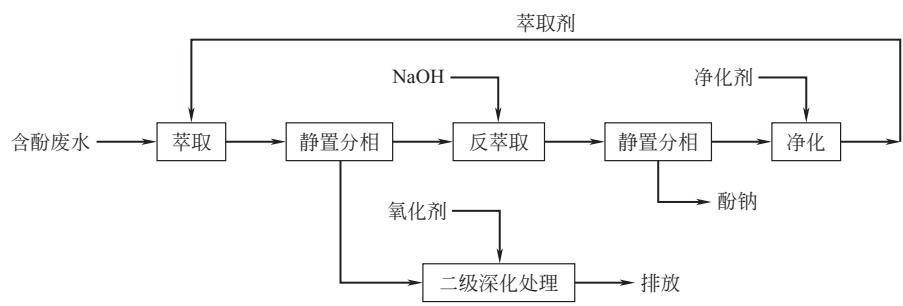 萃取剂
NaOH
净化剂
含酚废水
萃取
静置分相
反萃取
静置分相
净化
酚钠
氧化剂
二级深化处理
排放